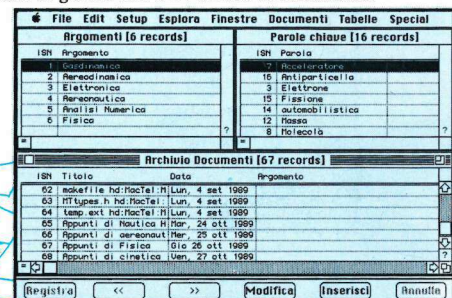 File Edit Setup Esplora Finestre Documenti Tabelle Special
Argomenti [6 records]
ISN Argomento
1 Gasdinamica
2 Aereodinamica
3 Elettronica
4 Aereonautica
5 Analisi Numerica
6 Fisica
?
Parole chiave [16 records]
ISN Parola
17 Acceleratore
16 Antiparticella
3 Elettrone
15 Fissione
14 automobilistica
12 Massa
8 Molecola
?
Archivio Documenti [67 records]
ISN Titolo Data Argomento
62 makefile hd:MacTel:M Lun, 4 set 1989
63 MTtypes.h hd:MacTel: Lun, 4 set 1989
64 temp.ext hd:MacTel:M Lun, 4 set 1989
65 Appunti di Nautica H Mar, 24 ott 1989
66 Appunti di aereonaut Mer, 25 ott 1989
67 Appunti di Fisica Gio 26 ott 1989
68 Appunti di cinetica Ven, 27 ott 1989
?
Registra << >> Modifica Inserisci Annulla